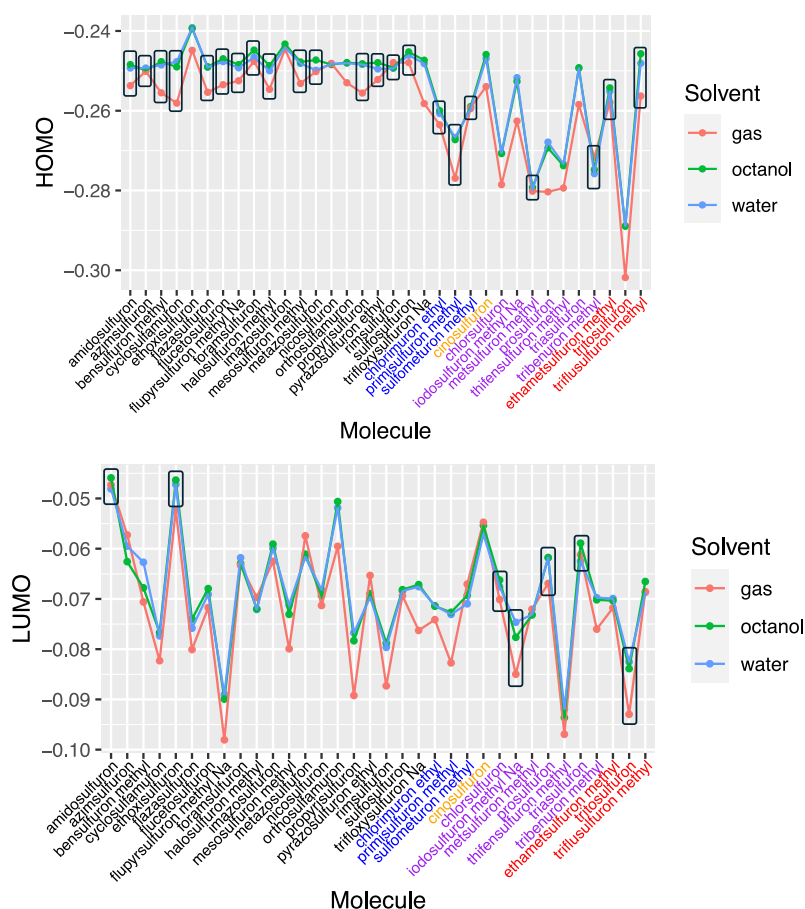 HOMO
−0.24
−0.26
−0.28
−0.30
amidosulfuron
azimsulfuron
bensulfuron methyl
cyclosulfamuron
ethoxisulfuron
flazasulfuron
flucetosulfuron
flupyrsulfuron methyl Na
foramsulfuron
halosulfuron methyl
imazosulfuron
mesosulfuron methyl
metazosulfuron
nicosulfuron
orthosulfamuron
propyrisulfuron
pyrazosulfuron ethyl
rimsulfuron
sulfosulfuron
trifloxysulfuron Na
chlorimuron ethyl
primisulfuron methyl
sulfometuron methyl
cinosulfuron
chlorsulfuron
iodosulfuron methyl Na
metsulfuron methyl
prosulfuron
thifensulfuron methyl
triasulfuron
tribenuron methyl
ethametsulfuron methyl
tritosulfuron
triflusulfuron methyl
Molecule
Solvent
gas
octanol
water
LUMO
−0.05
−0.06
−0.07
−0.08
−0.09
−0.10
amidosulfuron
azimsulfuron
bensulfuron methyl
cyclosulfamuron
ethoxisulfuron
flazasulfuron
flucetosulfuron
flupyrsulfuron methyl Na
foramsulfuron
halosulfuron methyl
imazosulfuron
mesosulfuron methyl
metazosulfuron
nicosulfuron
orthosulfamuron
propyrisulfuron
pyrazosulfuron ethyl
rimsulfuron
sulfosulfuron
trifloxysulfuron Na
chlorimuron ethyl
primisulfuron methyl
sulfometuron methyl
cinosulfuron
chlorsulfuron
iodosulfuron methyl Na
metsulfuron methyl
prosulfuron
thifensulfuron methyl
triasulfuron
tribenuron methyl
ethametsulfuron methyl
tritosulfuron
triflusulfuron methyl
Molecule
Solvent
gas
octanol
water